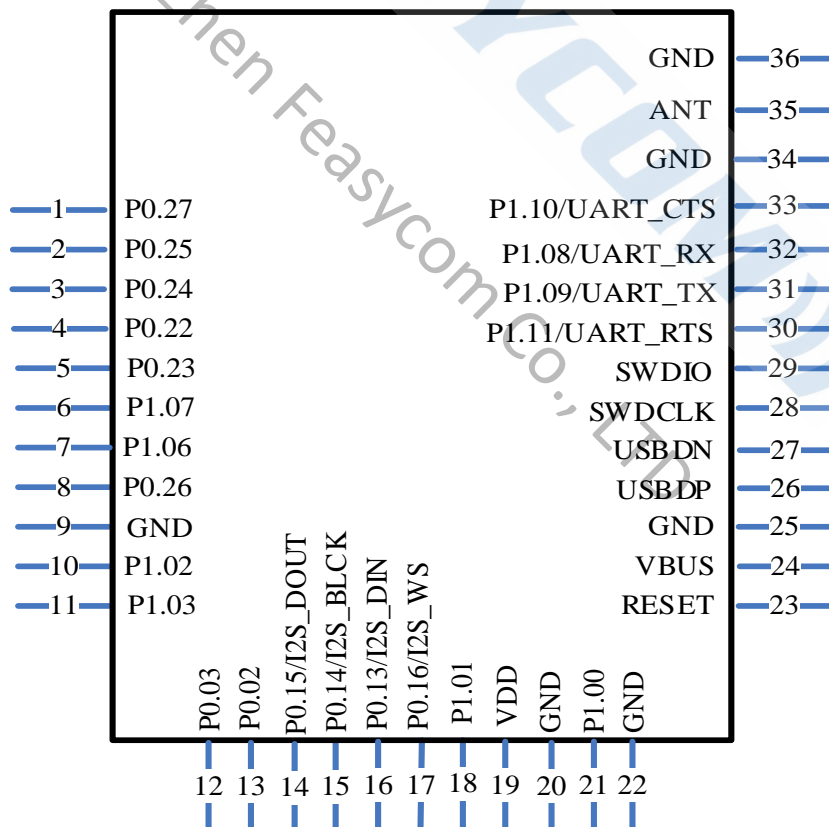 GND 36
ANT 35
GND 34
1 P0.27 P1.10/UART_CTS 33
2 P0.25 P1.08/UART_RX 32
3 P0.24 P1.09/UART_TX 31
4 P0.22 P1.11/UART_RTS 30
5 P0.23 SWDIO 29
6 P1.07 SWDCLK 28
7 P1.06 USBDN 27
8 P0.26 USBDP 26
9 GND GND 25
10 P1.02 VBUS 24
11 P1.03 RESET 23
P0.03
P0.02
P0.15/I2S_DOUT
P0.14/I2S_BLCK
P0.13/I2S_DIN
P0.16/I2S_WS
P1.01
VDD
GND
P1.00
GND
12 13 14 15 16 17 18 19 20 21 22
hen Feasycom Co., LTD
YCOM